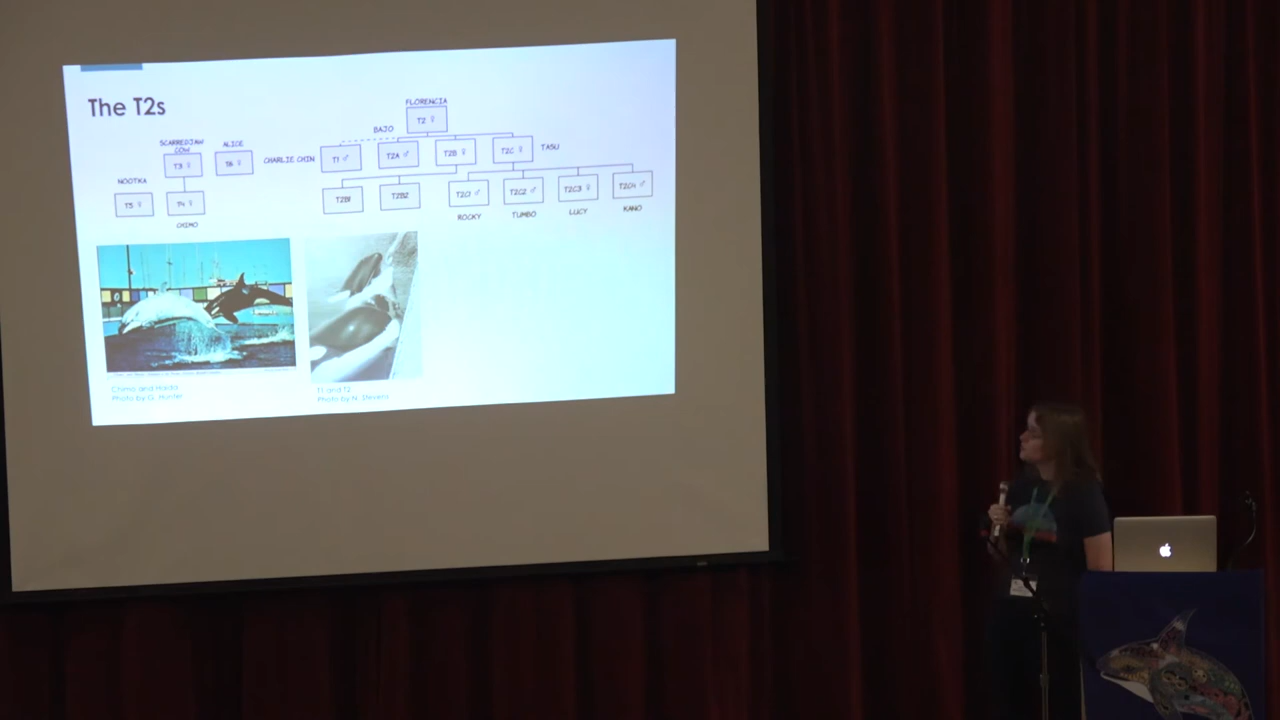 The T2s
FLORENCIA
T2 ♀
BAJO
SCARREDJAW
COW
ALICE
T3 ♀
T6 ♀
CHARLIE CHIN
T1 ♂
T2A ♂
T2B ♀
T2C ♀
TASU
NOOTKA
T5 ♀
T4 ♀
T2B1
T2B2
T2C1 ♂
T2C2 ♂
T2C3 ♀
T2C4 ♂
CHIMO
ROCKY
TUMBO
LUCY
KANO
Chimo and Haida
Photo by G. Hunter
T1 and T2
Photo by N. Stevens